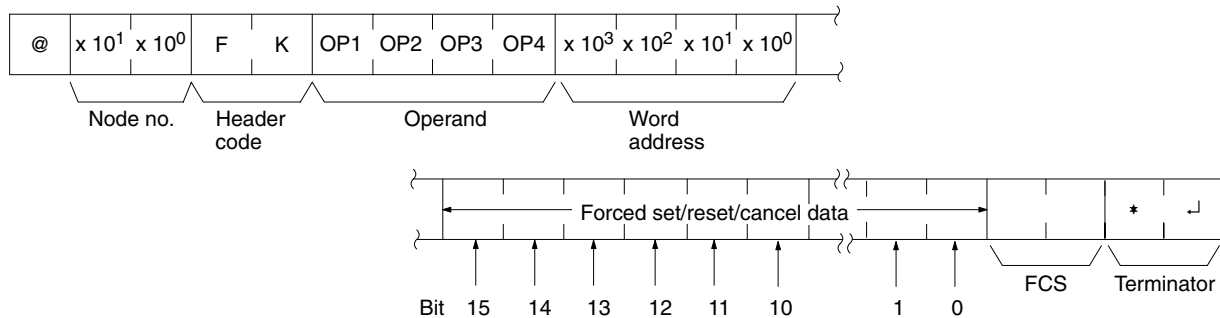 @ x 10¹ x 10⁰ F K OP1 OP2 OP3 OP4 x 10³ x 10² x 10¹ x 10⁰
Node no. Header code Operand Word address
Forced set/reset/cancel data * ↵
FCS Terminator
Bit 15 14 13 12 11 10 1 0